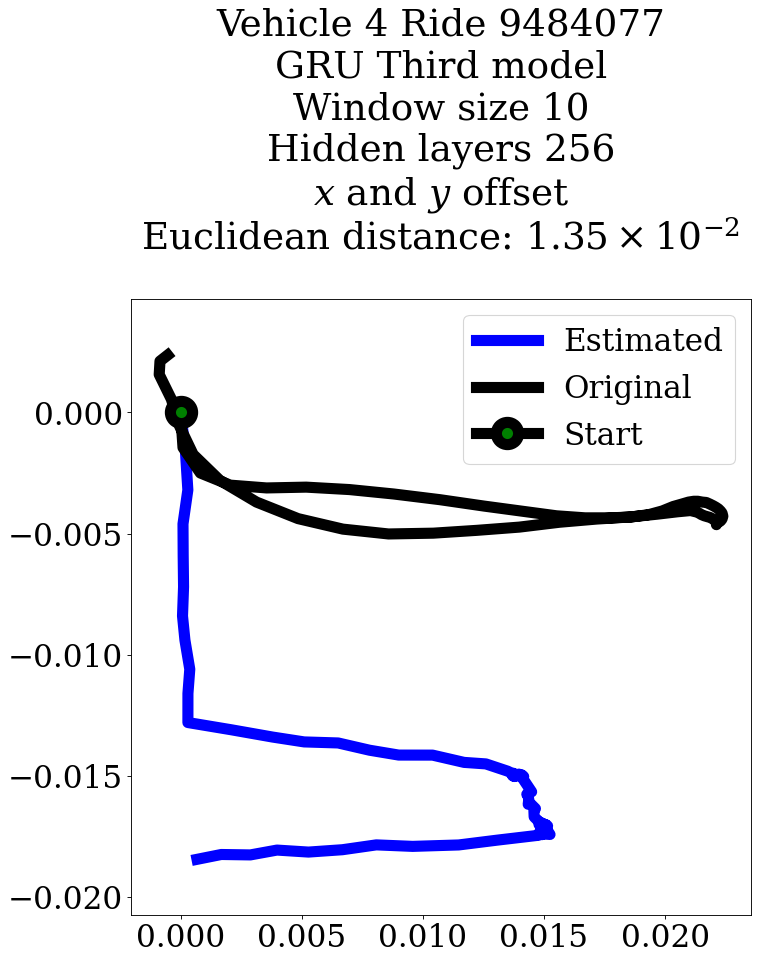 Vehicle 4 Ride 9484077
GRU Third model
Window size 10
Hidden layers 256
x and y offset
Euclidean distance: 1.35 × 10⁻²
Estimated
Original
Start
0.000
−0.005
−0.010
−0.015
−0.020
0.000 0.005 0.010 0.015 0.020